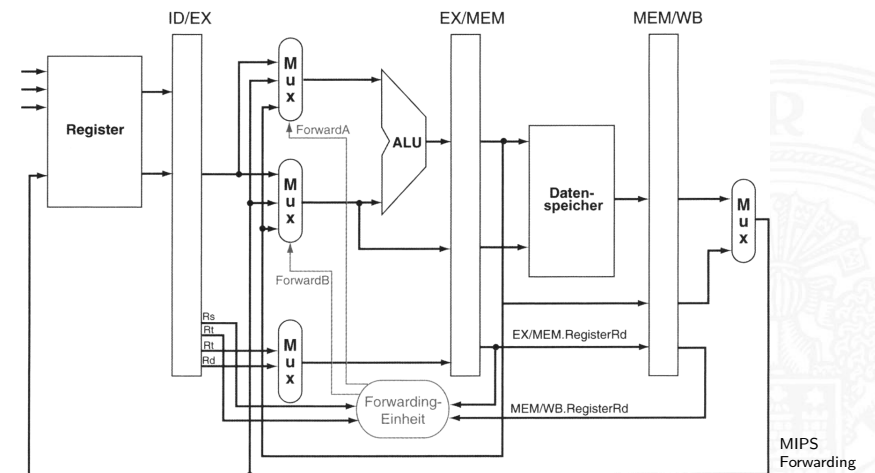 ID/EX
EX/MEM
MEM/WB
Register
M
u
x
ForwardA
ALU
M
u
x
Daten-
speicher
M
u
x
ForwardB
Rs
Rt
Rt
Rd
M
u
x
EX/MEM.RegisterRd
Forwarding-
Einheit
MEM/WB.RegisterRd
MIPS
Forwarding